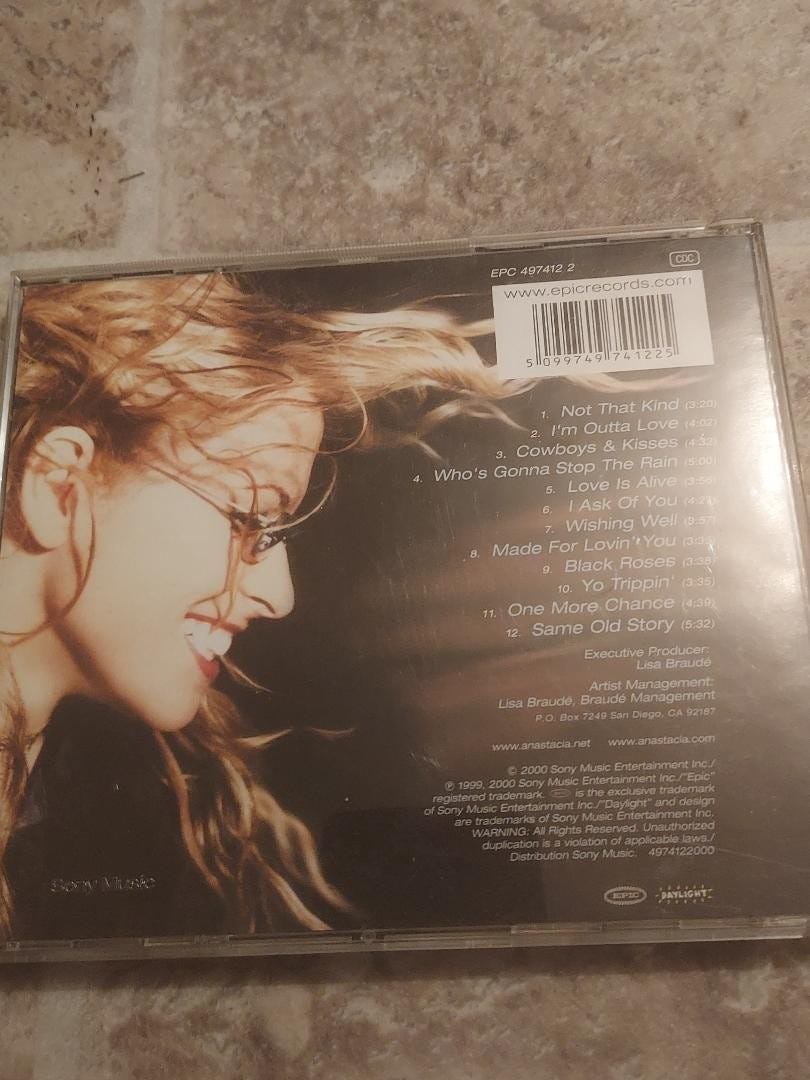 EPC 497412 2
CDC
www.epicrecords.com
5 099749 741225
1. Not That Kind (3:20)
2. I'm Outta Love (4:02)
3. Cowboys & Kisses (4:32)
4. Who's Gonna Stop The Rain (5:00)
5. Love Is Alive (3:56)
6. I Ask Of You (4:27)
7. Wishing Well
8. Made For Lovin' You
9. Black Roses (3:38)
10. Yo Trippin' (3:35)
11. One More Chance (4:39)
12. Same Old Story (5:32)
Executive Producer:
Lisa Braudé
Artist Management:
Lisa Braudé, Braudé Management
P.O. Box 7249 San Diego, CA 92167
www.anastacia.net www.anastacia.com
© 2000 Sony Music Entertainment Inc./
℗ 1999, 2000 Sony Music Entertainment Inc./"Epic"
registered trademark. is the exclusive trademark
of Sony Music Entertainment Inc./"Daylight" and design
are trademarks of Sony Music Entertainment Inc.
WARNING: All Rights Reserved. Unauthorized
duplication is a violation of applicable laws./
Distribution Sony Music. 4974122000
Sony Music
EPIC DAYLIGHT